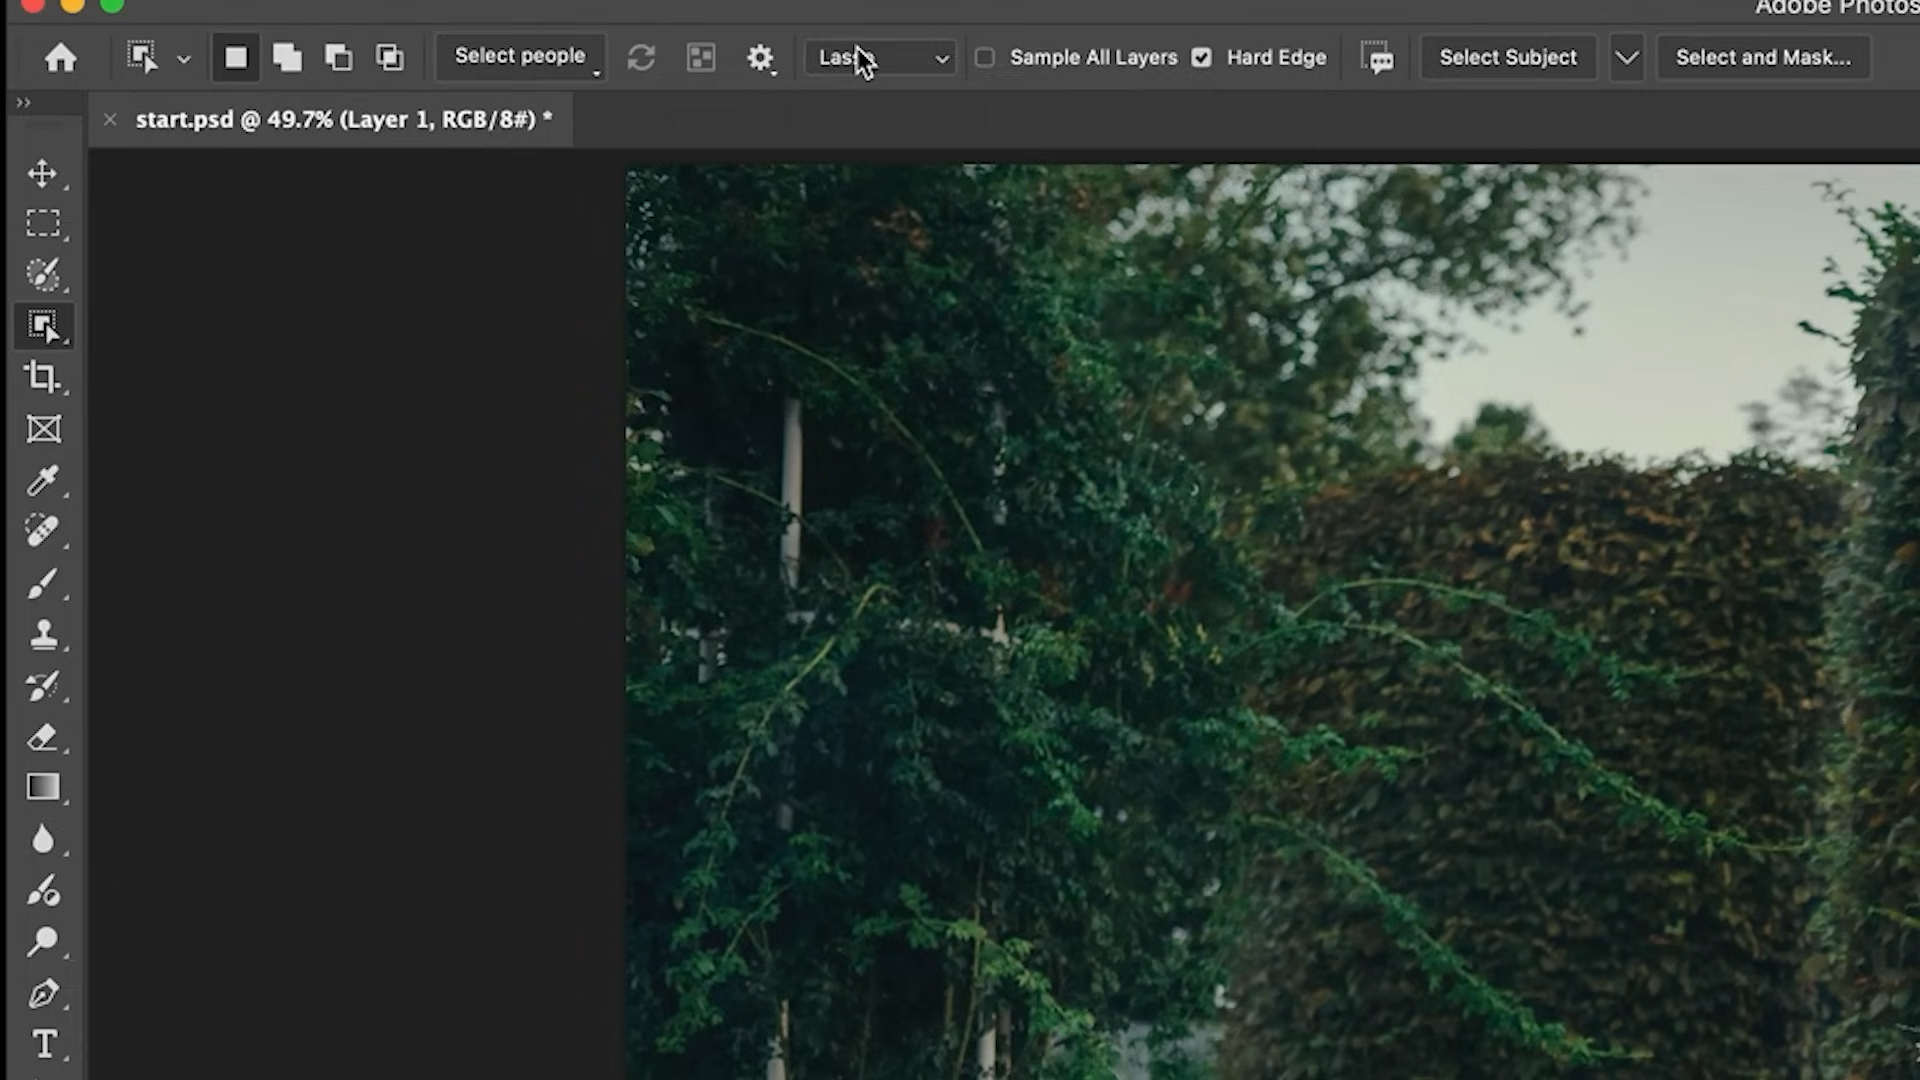 Adobe Photos
Select people
Sample All Layers
Hard Edge
Select Subject
Select and Mask...
start.psd @ 49.7% (Layer 1, RGB/8#) *
T